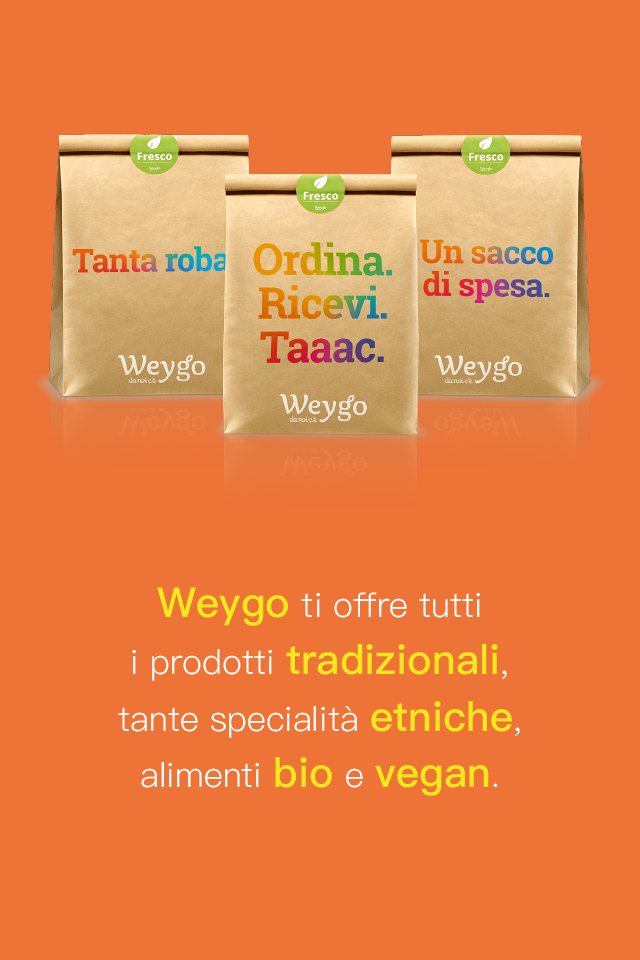 Fresco
Tanta roba
Weygo
da noi c'è
Fresco
Ordina.
Ricevi.
Taaac.
Weygo
da noi c'è
Fresco
Un sacco
di spesa.
Weygo
da noi c'è
Weygo ti offre tutti
i prodotti tradizionali,
tante specialità etniche,
alimenti bio e vegan.